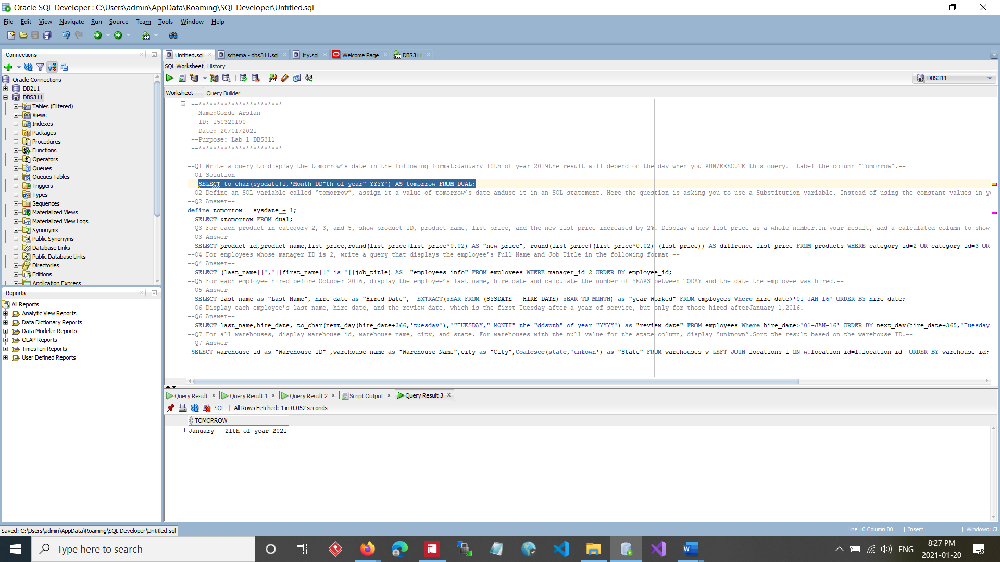 Oracle SQL Developer : C:\Users\admin\AppData\Roaming\SQL Developer\Untitled.sql
File Edit View Navigate Run Source Team Tools Window Help
Connections
Oracle Connections
DB211
DBS311
Tables (Filtered)
Views
Indexes
Packages
Procedures
Functions
Operators
Queues
Queues Tables
Triggers
Types
Sequences
Materialized Views
Materialized View Logs
Synonyms
Public Synonyms
Database Links
Public Database Links
Directories
Editions
Application Express
Reports
All Reports
Analytic View Reports
Data Dictionary Reports
Data Modeler Reports
OLAP Reports
TimesTen Reports
User Defined Reports
Untitled.sql schema - dbs311.sql try.sql Welcome Page DBS311
SQL Worksheet History
DBS311
Worksheet Query Builder
--***********************
--Name:Gozde Arslan
--ID: 150320190
--Date: 20/01/2021
--Purpose: Lab 1 DBS311
--***********************
--Q1 Write a query to display the tomorrow’s date in the following format:January 10th of year 2019the result will depend on the day when you RUN/EXECUTE this query.  Label the column “Tomorrow”.--
--Q1 Solution--
SELECT to_char(sysdate+1,'Month DD"th of year" YYYY') AS tomorrow FROM DUAL;
--Q2 Define an SQL variable called “tomorrow”, assign it a value of tomorrow’s date anduse it in an SQL statement. Here the question is asking you to use a Substitution variable. Instead of using the constant values in y
--Q2 Answer--
define tomorrow = sysdate + 1;
SELECT &tomorrow FROM dual;
--Q3 For each product in category 2, 3, and 5, show product ID, product name, list price, and the new list price increased by 2%. Display a new list price as a whole number.In your result, add a calculated column to show
--Q3 Answer--
SELECT product_id,product_name,list_price,round(list_price+list_price*0.02) AS "new_price", round(list_price+(list_price*0.02)-(list_price)) AS diffrence_list_price FROM products WHERE category_id=2 OR category_id=3 OR
--Q4 For employees whose manager ID is 2, write a query that displays the employee’s Full Name and Job Title in the following format --
--Q4 Answer--
SELECT (last_name||','||first_name||' is '||job_title) AS  "employees info" FROM employees WHERE manager_id=2 ORDER BY employee_id;
--Q5 For each employee hired before October 2016, display the employee’s last name, hire date and calculate the number of YEARS between TODAY and the date the employee was hired.--
--Q5 Answer--
SELECT last_name as "Last Name", hire_date as "Hired Date",  EXTRACT(YEAR FROM (SYSDATE - HIRE_DATE) YEAR TO MONTH) as "year Worked" FROM employees Where hire_date>'01-JAN-16' ORDER BY hire_date;
--Q6 Display each employee’s last name, hire date, and the review date, which is the first Tuesday after a year of service, but only for those hired afterJanuary 1,2016.--
--Q6 Answer--
SELECT last_name,hire_date, to_char(next_day(hire_date+366,'tuesday'),'"TUESDAY," MONTH" the "ddspth" of year "YYYY') as "review date" FROM employees Where hire_date>'01-JAN-16' ORDER BY next_day(hire_date+365,'Tuesday
--Q7 For all warehouses, display warehouse id, warehouse name, city, and state. For warehouses with the null value for the state column, display “unknown”.Sort the result based on the warehouse ID.--
--Q7 Answer--
SELECT warehouse_id as "Warehouse ID" ,warehouse_name as "Warehouse Name",city as "City",Coalesce(state,'unkown') as "State" FROM warehouses w LEFT JOIN locations l ON w.location_id=l.location_id  ORDER BY warehouse_id;
Query Result Query Result 1 Query Result 2 Script Output Query Result 3
SQL All Rows Fetched: 1 in 0.052 seconds
TOMORROW
1 January   21th of year 2021
Saved: C:\Users\admin\AppData\Roaming\SQL Developer\Untitled.sql
Line 10 Column 80 Insert Windows: CF
Type here to search
ENG
8:27 PM
2021-01-20